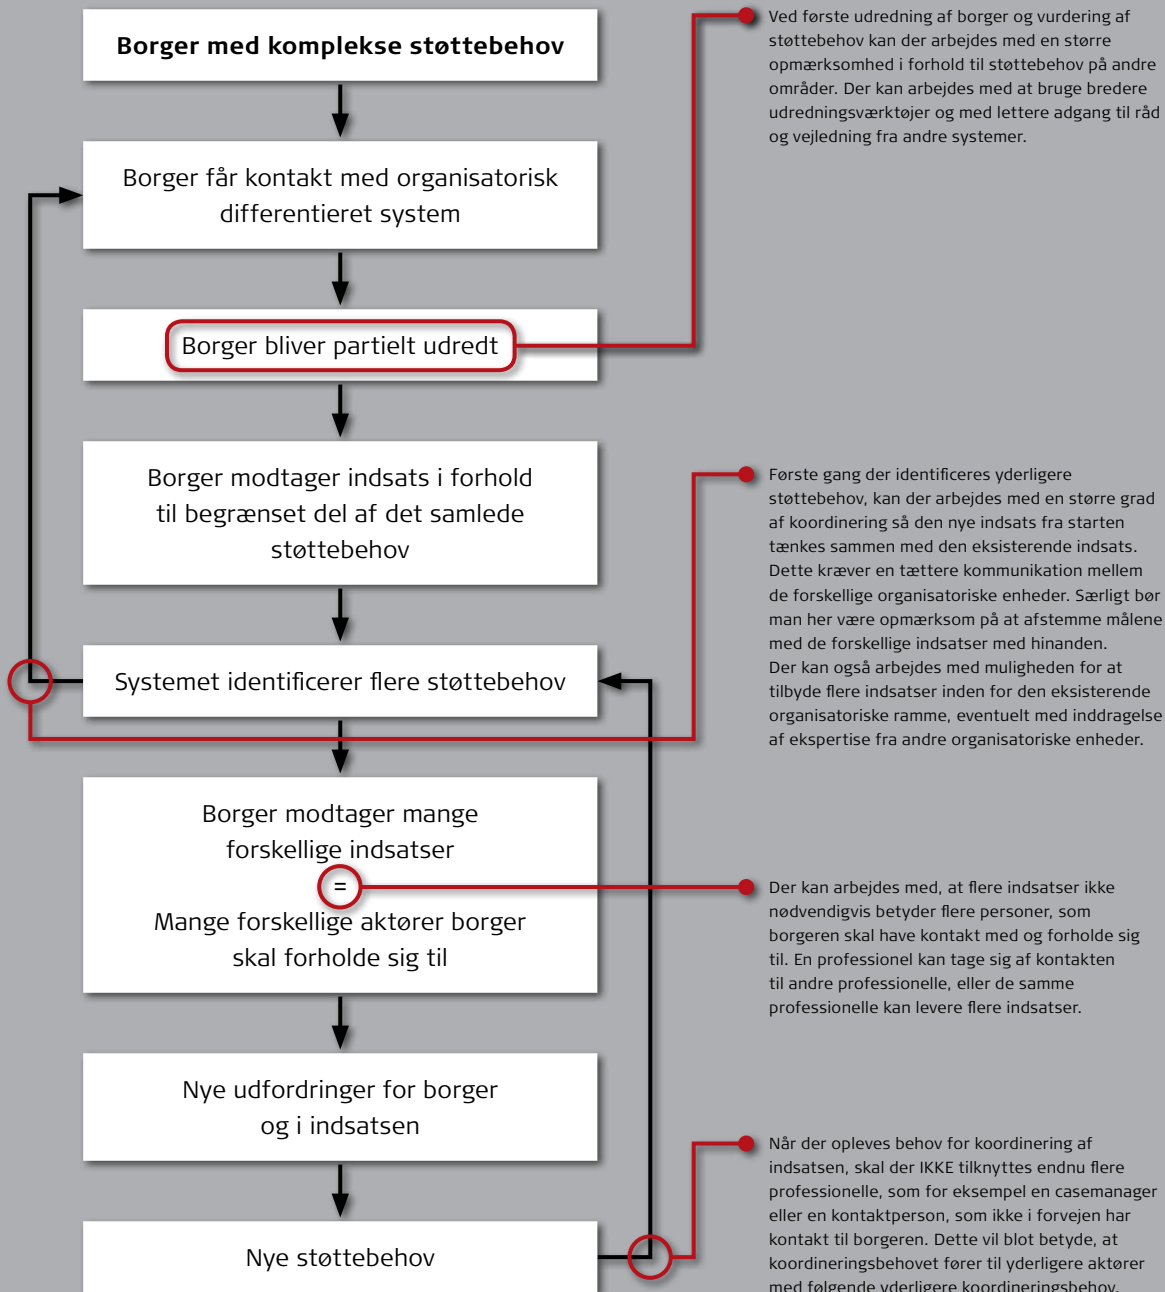 Borger med komplekse støttebehov
Borger får kontakt med organisatorisk
differentieret system
Borger bliver partielt udredt
Borger modtager indsats i forhold
til begrænset del af det samlede
støttebehov
Systemet identificerer flere støttebehov
Borger modtager mange
forskellige indsatser
=
Mange forskellige aktører borger
skal forholde sig til
Nye udfordringer for borger
og i indsatsen
Nye støttebehov
Ved første udredning af borger og vurdering af
støttebehov kan der arbejdes med en større
opmærksomhed i forhold til støttebehov på andre
områder. Der kan arbejdes med at bruge bredere
udredningsværktøjer og med lettere adgang til råd
og vejledning fra andre systemer.
Første gang der identificeres yderligere
støttebehov, kan der arbejdes med en større grad
af koordinering så den nye indsats fra starten
tænkes sammen med den eksisterende indsats.
Dette kræver en tættere kommunikation mellem
de forskellige organisatoriske enheder. Særligt bør
man her være opmærksom på at afstemme målene
med de forskellige indsatser med hinanden.
Der kan også arbejdes med muligheden for at
tilbyde flere indsatser inden for den eksisterende
organisatoriske ramme, eventuelt med inddragelse
af ekspertise fra andre organisatoriske enheder.
Der kan arbejdes med, at flere indsatser ikke
nødvendigvis betyder flere personer, som
borgeren skal have kontakt med og forholde sig
til. En professionel kan tage sig af kontakten
til andre professionelle, eller de samme
professionelle kan levere flere indsatser.
Når der opleves behov for koordinering af
indsatsen, skal der IKKE tilknyttes endnu flere
professionelle, som for eksempel en casemanager
eller en kontaktperson, som ikke i forvejen har
kontakt til borgeren. Dette vil blot betyde, at
koordineringsbehovet fører til yderligere aktører
med følgende yderligere koordineringsbehov.